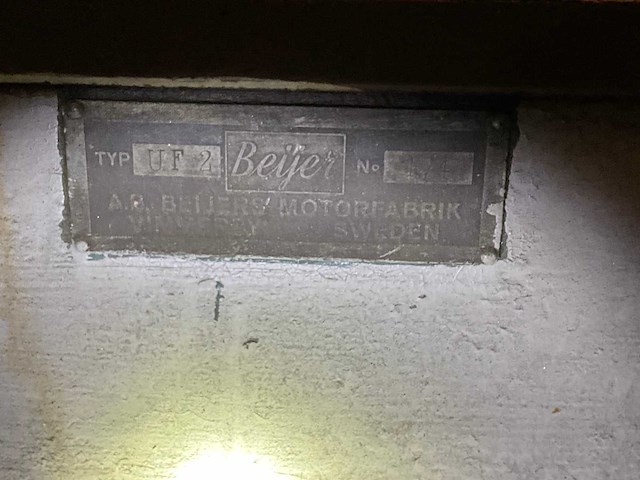 TYP UF 2 Beijer No
A.B. BEIJERS MOTORFABRIK
SWEDEN